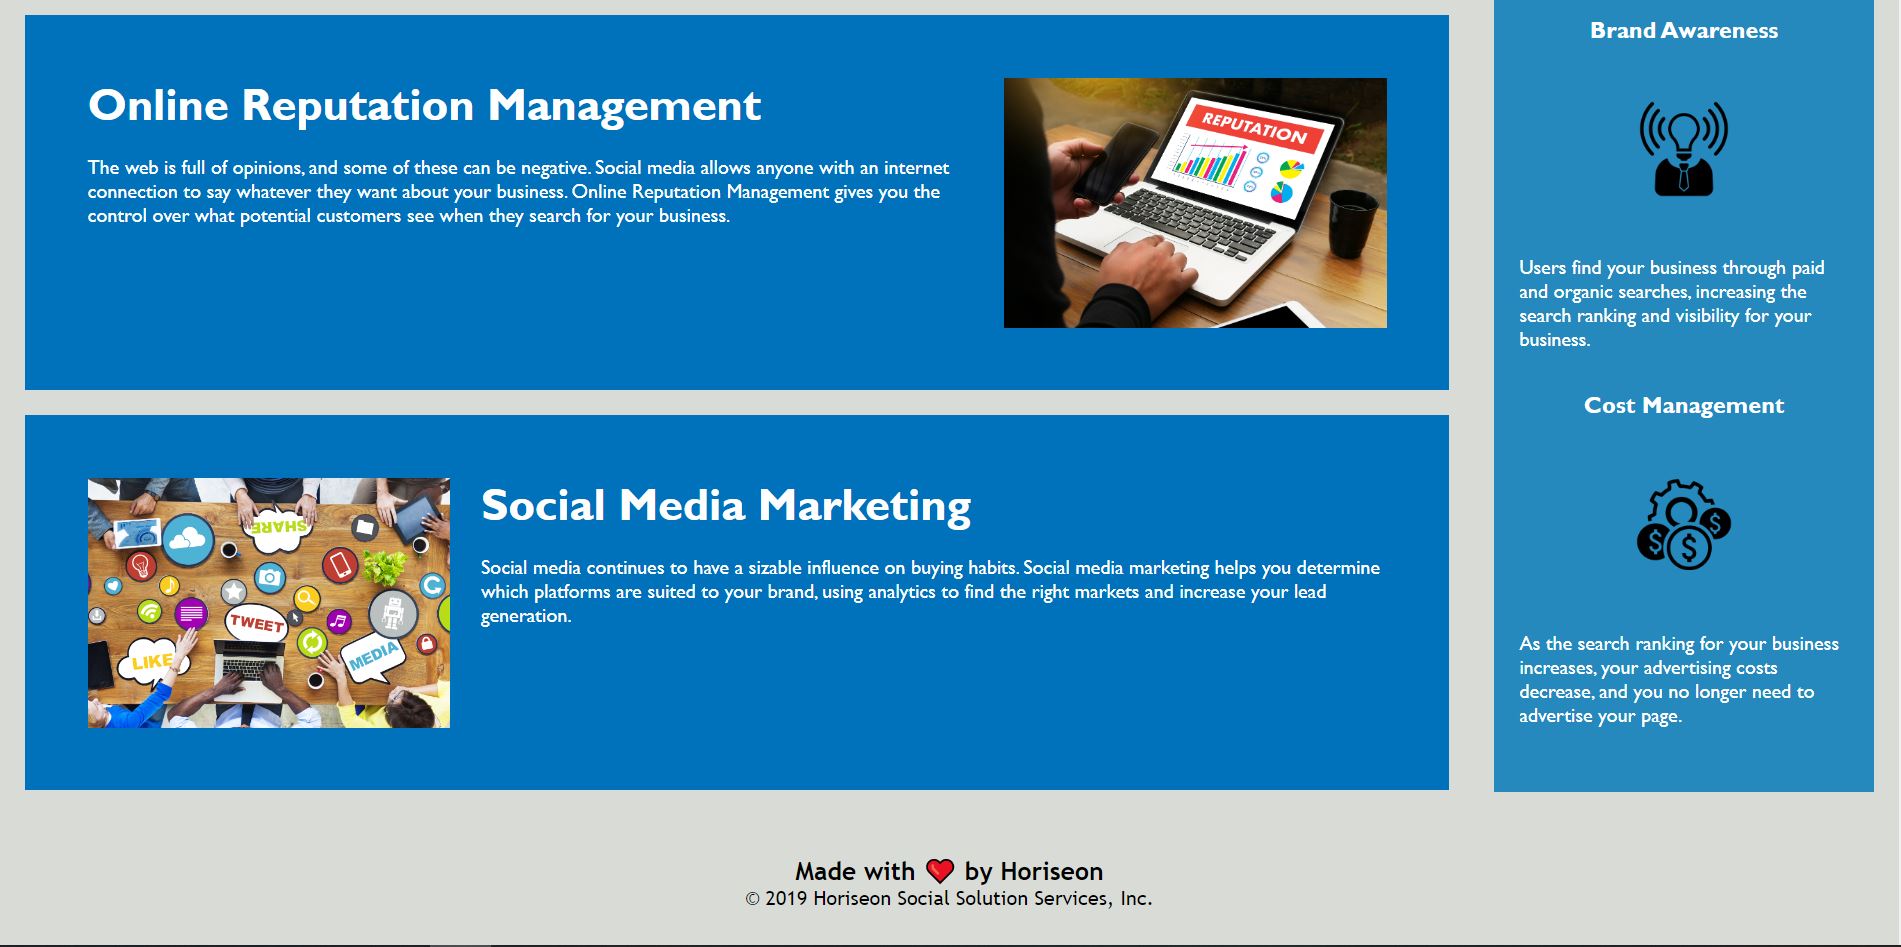 Online Reputation Management
The web is full of opinions, and some of these can be negative. Social media allows anyone with an internet
connection to say whatever they want about your business. Online Reputation Management gives you the
control over what potential customers see when they search for your business.
REPUTATION
SHARE
TWEET
LIKE
MEDIA
Social Media Marketing
Social media continues to have a sizable influence on buying habits. Social media marketing helps you determine
which platforms are suited to your brand, using analytics to find the right markets and increase your lead
generation.
Brand Awareness
Users find your business through paid
and organic searches, increasing the
search ranking and visibility for your
business.
Cost Management
$ $
$
As the search ranking for your business
increases, your advertising costs
decrease, and you no longer need to
advertise your page.
Made with ❤️ by Horiseon
© 2019 Horiseon Social Solution Services, Inc.